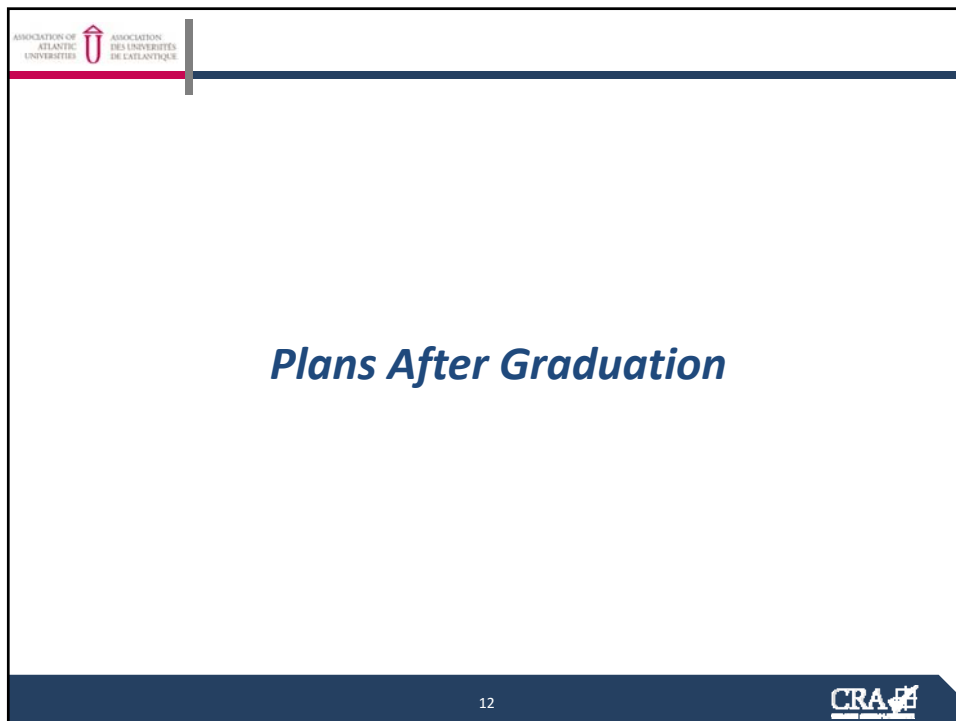 ASSOCIATION OF
ATLANTIC
UNIVERSITIES
ASSOCIATION
DES UNIVERSITÉS
DE L'ATLANTIQUE
Plans After Graduation
12
CRA